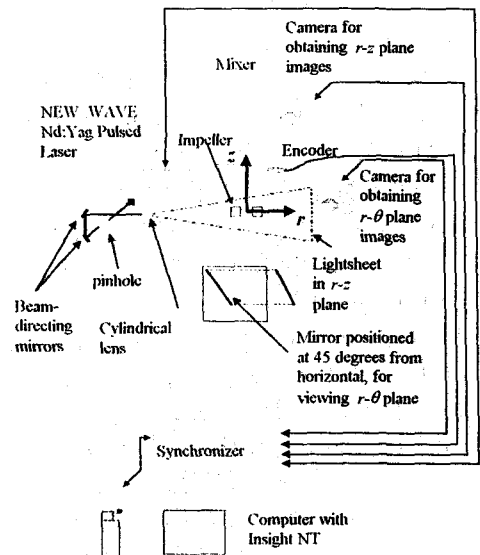 Camera for
obtaining r-z plane
images
Mixer
NEW WAVE
Nd:Yag Pulsed
Laser
Impeller
z
Encoder
Camera for
obtaining
r-θ plane
images
r
pinhole
Lightsheet
in r-z
plane
Beam-
directing
mirrors
Cylindrical
lens
Mirror positioned
at 45 degrees from
horizontal, for
viewing r-θ plane
Synchronizer
Computer with
Insight NT